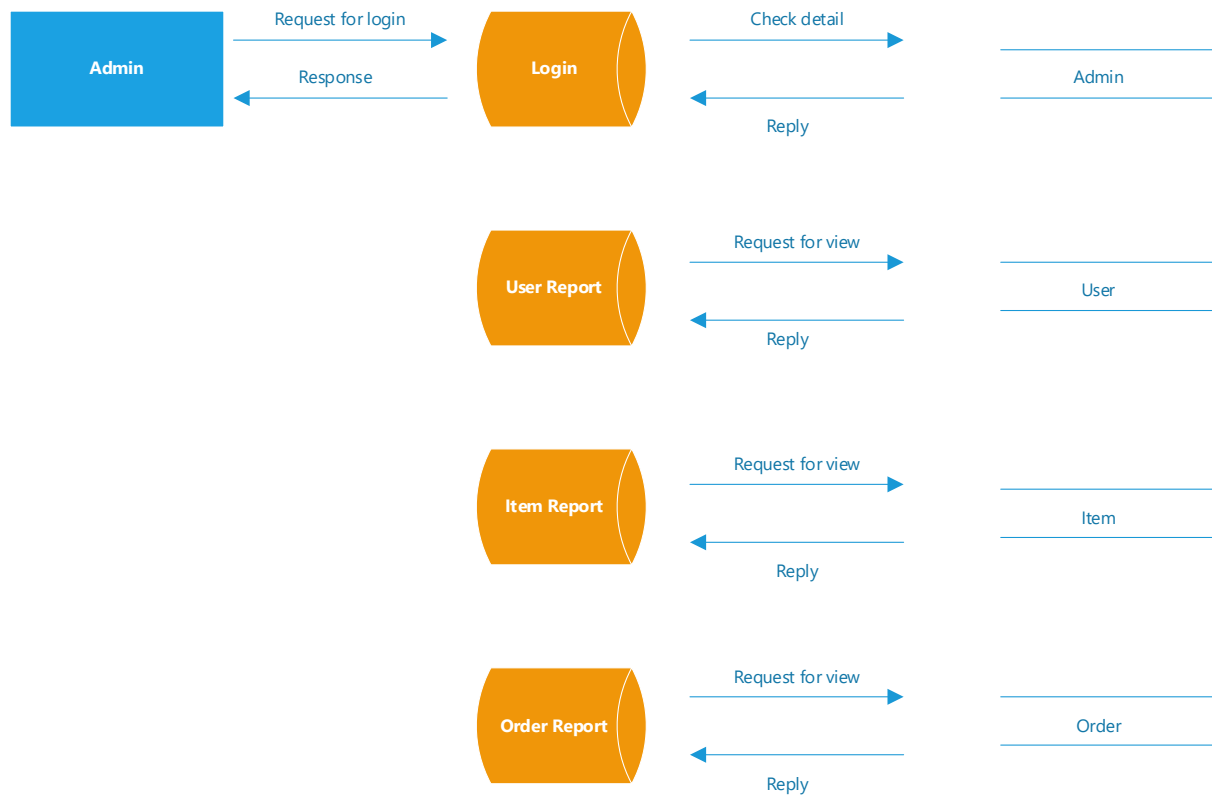 Request for login
Check detail
Admin
Login
Response
Admin
Reply
Request for view
User Report
User
Reply
Request for view
Item Report
Item
Reply
Request for view
Order Report
Order
Reply